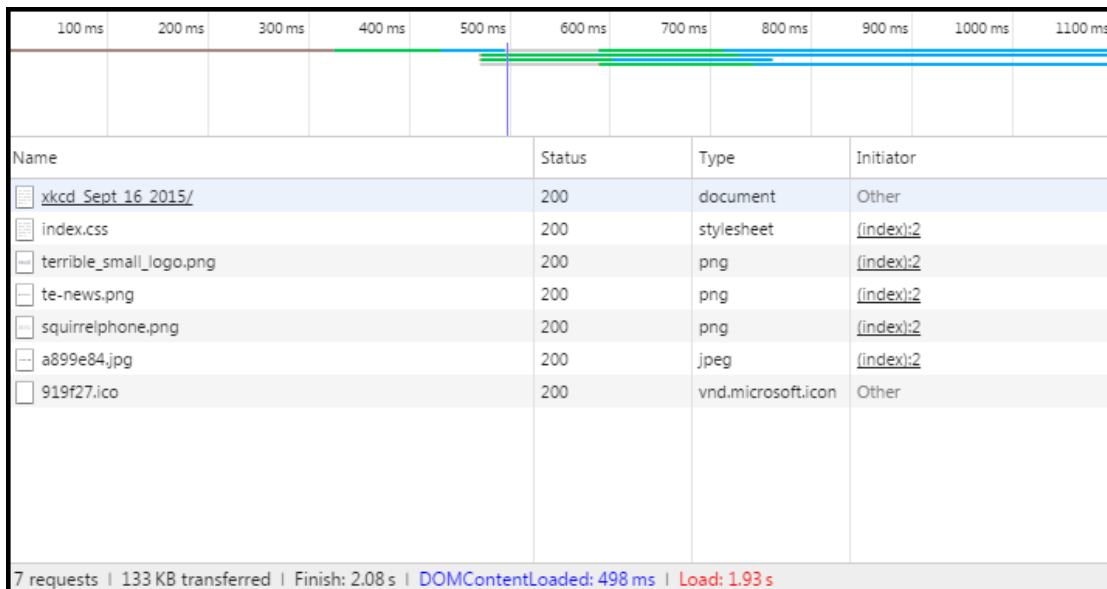 100 ms 200 ms 300 ms 400 ms 500 ms 600 ms 700 ms 800 ms 900 ms 1000 ms 1100 ms
Name Status Type Initiator
xkcd_Sept_16_2015/ 200 document Other
index.css 200 stylesheet (index):2
terrible_small_logo.png 200 png (index):2
te-news.png 200 png (index):2
squirrelphone.png 200 png (index):2
a899e84.jpg 200 jpeg (index):2
919f27.ico 200 vnd.microsoft.icon Other
7 requests | 133 KB transferred | Finish: 2.08 s | DOMContentLoaded: 498 ms | Load: 1.93 s